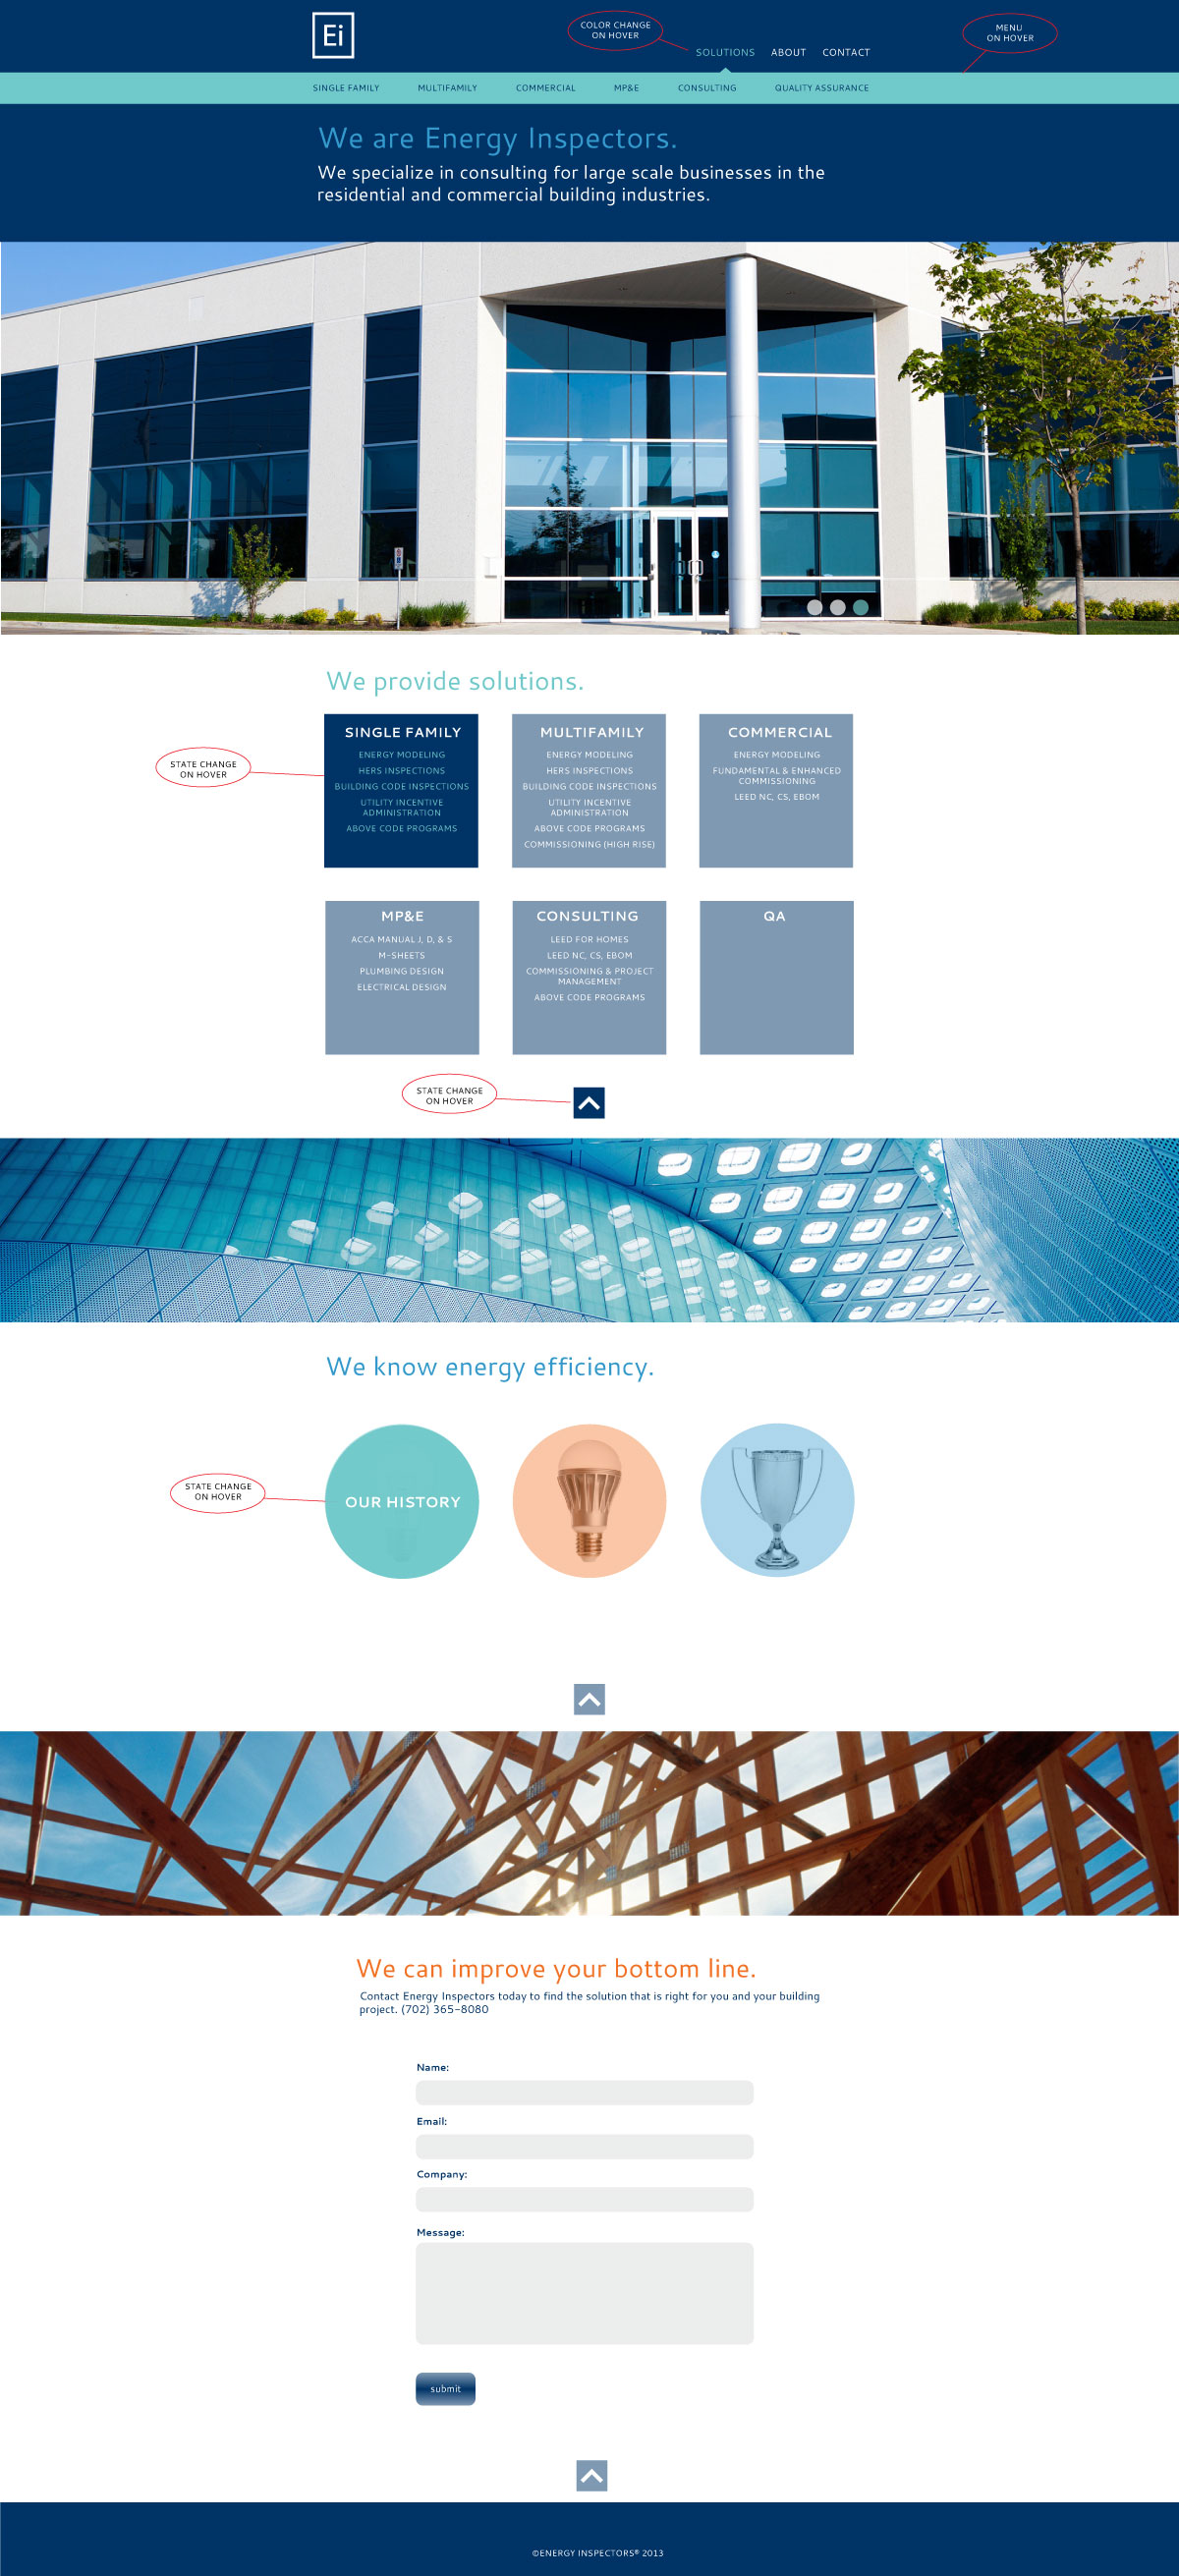 Ei
COLOR CHANGE
ON HOVER
MENU
ON HOVER
SOLUTIONS ABOUT CONTACT
SINGLE FAMILY MULTIFAMILY COMMERCIAL MP&E CONSULTING QUALITY ASSURANCE
We are Energy Inspectors.
We specialize in consulting for large scale businesses in the
residential and commercial building industries.
We provide solutions.
STATE CHANGE
ON HOVER
SINGLE FAMILY
ENERGY MODELING
HERS INSPECTIONS
BUILDING CODE INSPECTIONS
UTILITY INCENTIVE
ADMINISTRATION
ABOVE CODE PROGRAMS
MULTIFAMILY
ENERGY MODELING
HERS INSPECTIONS
BUILDING CODE INSPECTIONS
UTILITY INCENTIVE
ADMINISTRATION
ABOVE CODE PROGRAMS
COMMISSIONING (HIGH RISE)
COMMERCIAL
ENERGY MODELING
FUNDAMENTAL & ENHANCED
COMMISSIONING
LEED NC, CS, EBOM
MP&E
ACCA MANUAL J, D, & S
M-SHEETS
PLUMBING DESIGN
ELECTRICAL DESIGN
CONSULTING
LEED FOR HOMES
LEED NC, CS, EBOM
COMMISSIONING & PROJECT
MANAGEMENT
ABOVE CODE PROGRAMS
QA
STATE CHANGE
ON HOVER
We know energy efficiency.
STATE CHANGE
ON HOVER
OUR HISTORY
We can improve your bottom line.
Contact Energy Inspectors today to find the solution that is right for you and your building
project. (702) 365-8080
Name:
Email:
Company:
Message:
submit
©ENERGY INSPECTORS® 2013